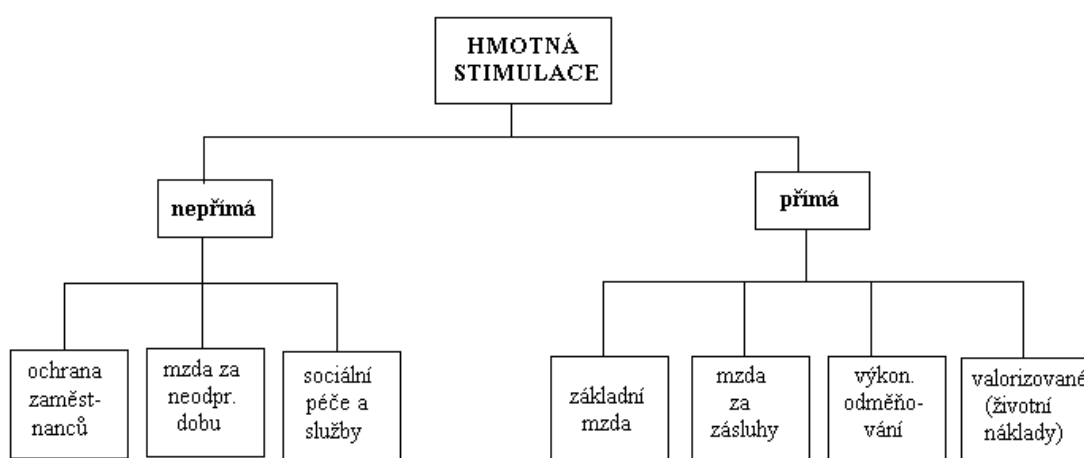 HMOTNÁ
STIMULACE
nepřímá
přímá
ochrana
zaměst-
nanců
mzda za
neodpr.
dobu
sociální
péče a
služby
základní
mzda
mzda
za
zásluhy
výkon.
odměňo-
vání
valorizované
(životní
náklady)